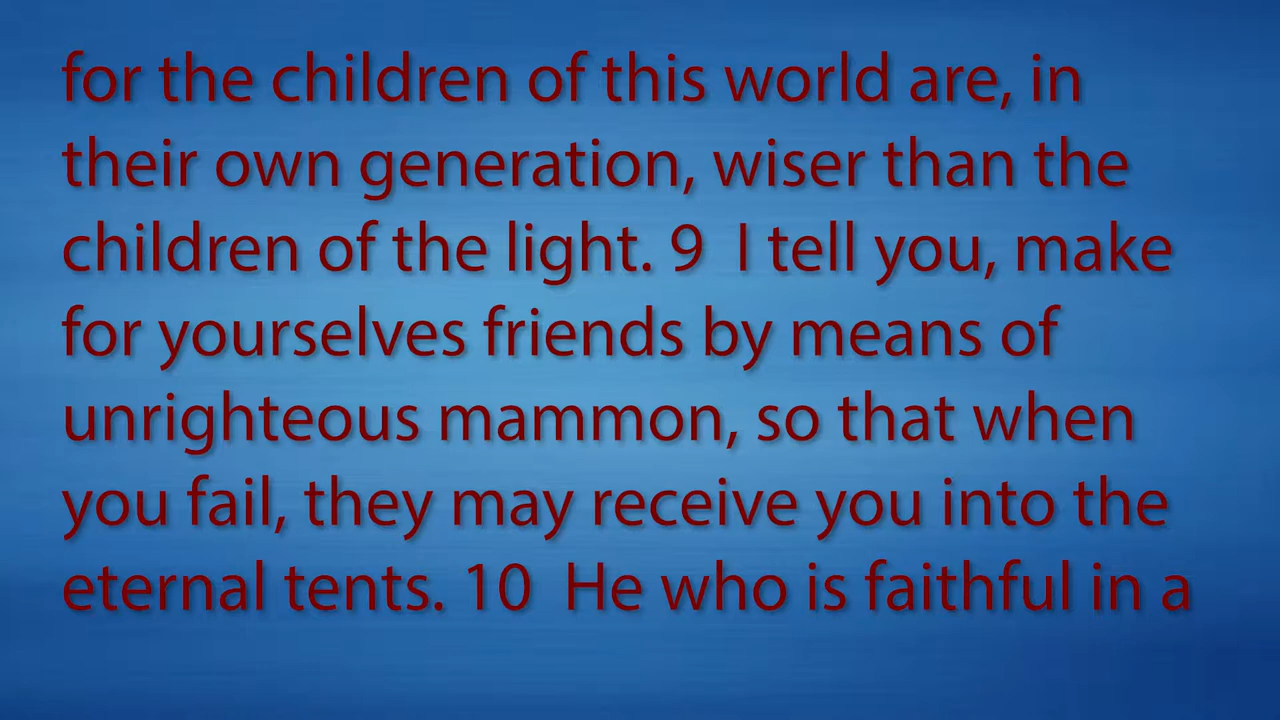 for the children of this world are, in
their own generation, wiser than the
children of the light. 9  I tell you, make
for yourselves friends by means of
unrighteous mammon, so that when
you fail, they may receive you into the
eternal tents. 10  He who is faithful in a